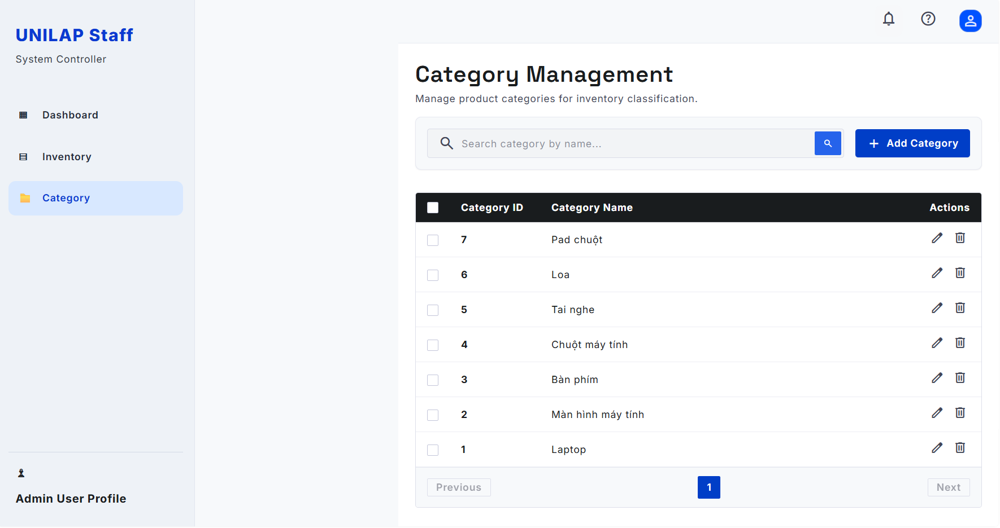 UNILAP Staff
System Controller
Dashboard
Inventory
Category
Admin User Profile
Category Management
Manage product categories for inventory classification.
Search category by name...
Add Category
Category ID Category Name Actions
7 Pad chuột
6 Loa
5 Tai nghe
4 Chuột máy tính
3 Bàn phím
2 Màn hình máy tính
1 Laptop
Previous 1 Next